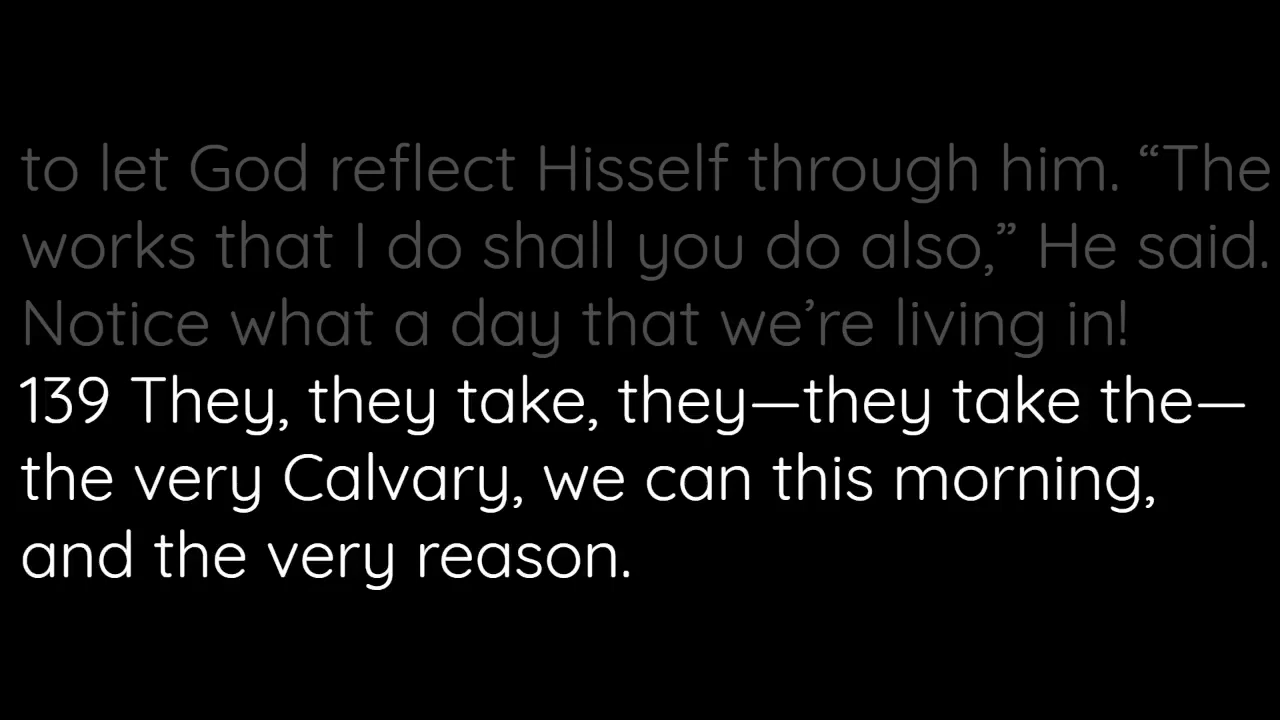 to let God reflect Hisself through him. “The
works that I do shall you do also,” He said.
Notice what a day that we’re living in!
139 They, they take, they—they take the—
the very Calvary, we can this morning,
and the very reason.